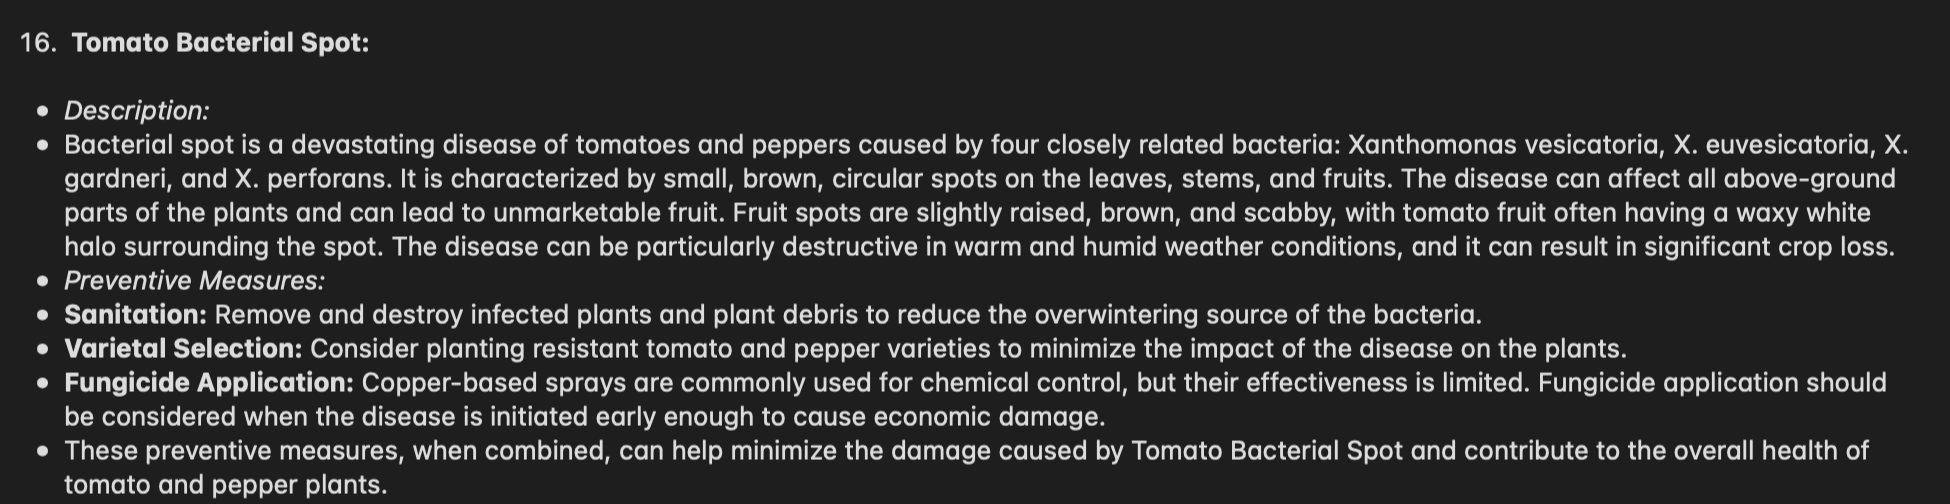 16. Tomato Bacterial Spot:
• Description:
• Bacterial spot is a devastating disease of tomatoes and peppers caused by four closely related bacteria: Xanthomonas vesicatoria, X. euvesicatoria, X.
gardneri, and X. perforans. It is characterized by small, brown, circular spots on the leaves, stems, and fruits. The disease can affect all above-ground
parts of the plants and can lead to unmarketable fruit. Fruit spots are slightly raised, brown, and scabby, with tomato fruit often having a waxy white
halo surrounding the spot. The disease can be particularly destructive in warm and humid weather conditions, and it can result in significant crop loss.
• Preventive Measures:
• Sanitation: Remove and destroy infected plants and plant debris to reduce the overwintering source of the bacteria.
• Varietal Selection: Consider planting resistant tomato and pepper varieties to minimize the impact of the disease on the plants.
• Fungicide Application: Copper-based sprays are commonly used for chemical control, but their effectiveness is limited. Fungicide application should
be considered when the disease is initiated early enough to cause economic damage.
• These preventive measures, when combined, can help minimize the damage caused by Tomato Bacterial Spot and contribute to the overall health of
tomato and pepper plants.